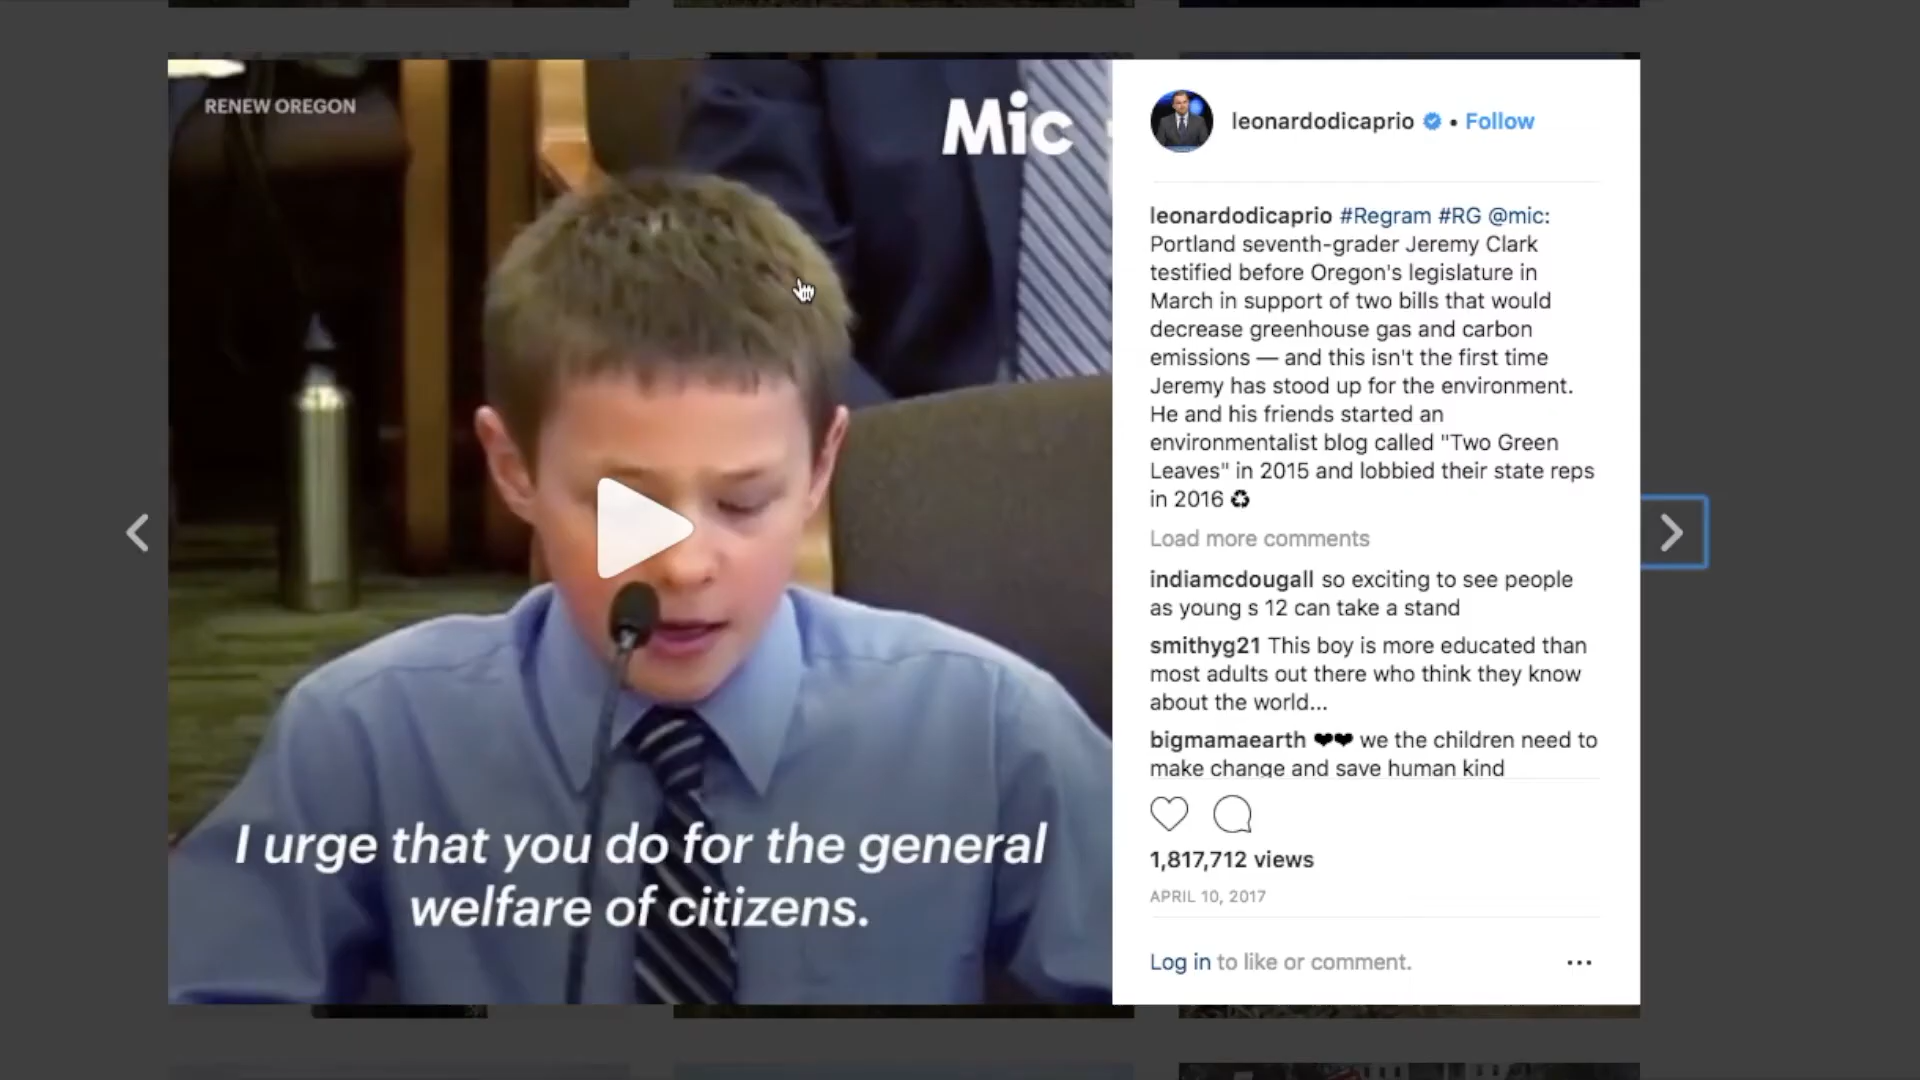 RENEW OREGON
Mic
I urge that you do for the general
welfare of citizens.
leonardodicaprio • Follow
leonardodicaprio #Regram #RG @mic:
Portland seventh-grader Jeremy Clark
testified before Oregon's legislature in
March in support of two bills that would
decrease greenhouse gas and carbon
emissions — and this isn't the first time
Jeremy has stood up for the environment.
He and his friends started an
environmentalist blog called "Two Green
Leaves" in 2015 and lobbied their state reps
in 2016 ♻
Load more comments
indiamcdougall so exciting to see people
as young s 12 can take a stand
smithyg21 This boy is more educated than
most adults out there who think they know
about the world...
bigmamaearth ❤❤ we the children need to
make change and save human kind
1,817,712 views
APRIL 10, 2017
Log in to like or comment.